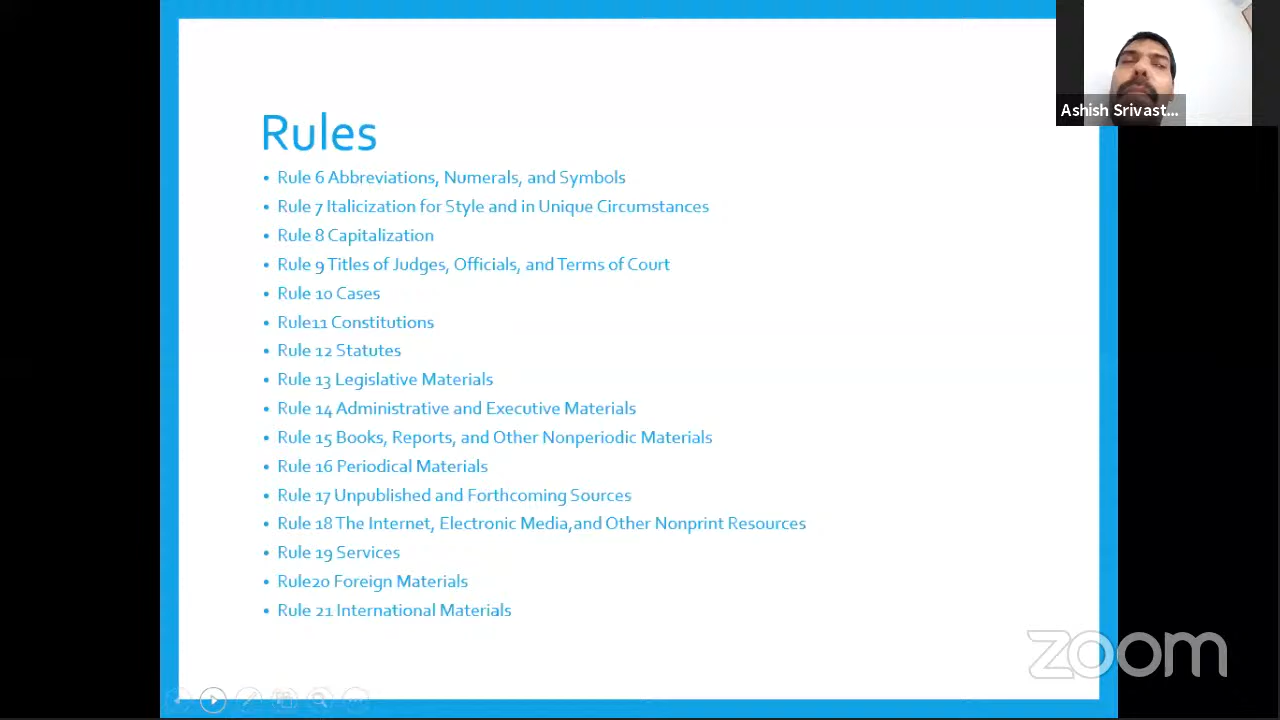 Rules
• Rule 6 Abbreviations, Numerals, and Symbols
• Rule 7 Italicization for Style and in Unique Circumstances
• Rule 8 Capitalization
• Rule 9 Titles of Judges, Officials, and Terms of Court
• Rule 10 Cases
• Rule11 Constitutions
• Rule 12 Statutes
• Rule 13 Legislative Materials
• Rule 14 Administrative and Executive Materials
• Rule 15 Books, Reports, and Other Nonperiodic Materials
• Rule 16 Periodical Materials
• Rule 17 Unpublished and Forthcoming Sources
• Rule 18 The Internet, Electronic Media,and Other Nonprint Resources
• Rule 19 Services
• Rule20 Foreign Materials
• Rule 21 International Materials
Ashish Srivast...
zoom